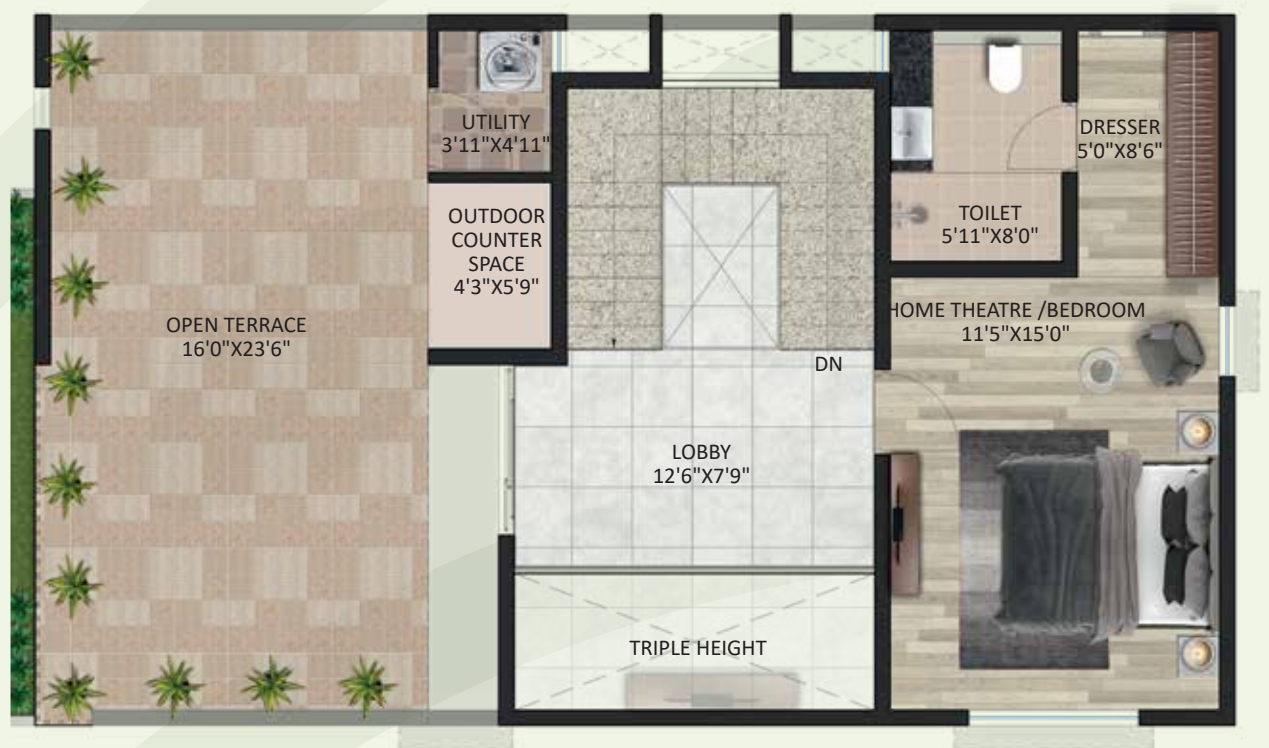 UTILITY
3'11"X4'11"
DRESSER
5'0"X8'6"
OUTDOOR
COUNTER
SPACE
4'3"X5'9"
TOILET
5'11"X8'0"
OPEN TERRACE
16'0"X23'6"
HOME THEATRE /BEDROOM
11'5"X15'0"
DN
LOBBY
12'6"X7'9"
TRIPLE HEIGHT